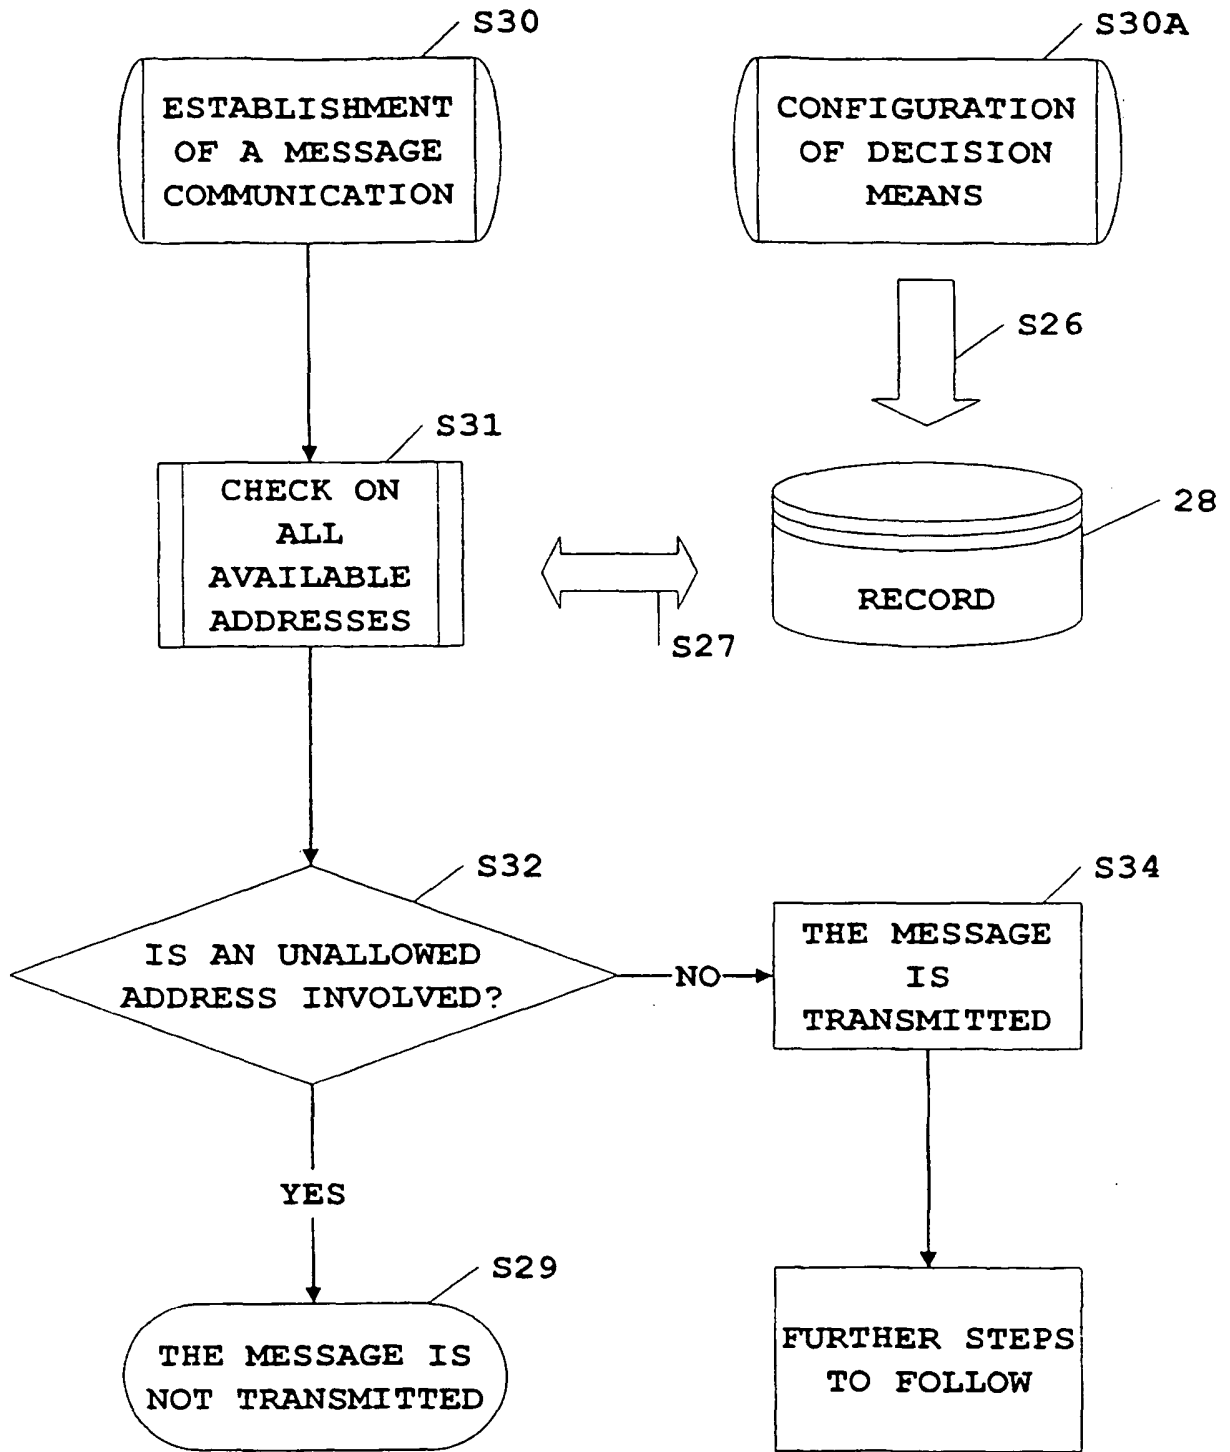 S30
ESTABLISHMENT
OF A MESSAGE
COMMUNICATION
S30A
CONFIGURATION
OF DECISION
MEANS
S26
S31
CHECK ON
ALL
AVAILABLE
ADDRESSES
S27
28
RECORD
S32
IS AN UNALLOWED
ADDRESS INVOLVED?
NO
S34
THE MESSAGE
IS
TRANSMITTED
YES
S29
THE MESSAGE IS
NOT TRANSMITTED
FURTHER STEPS
TO FOLLOW